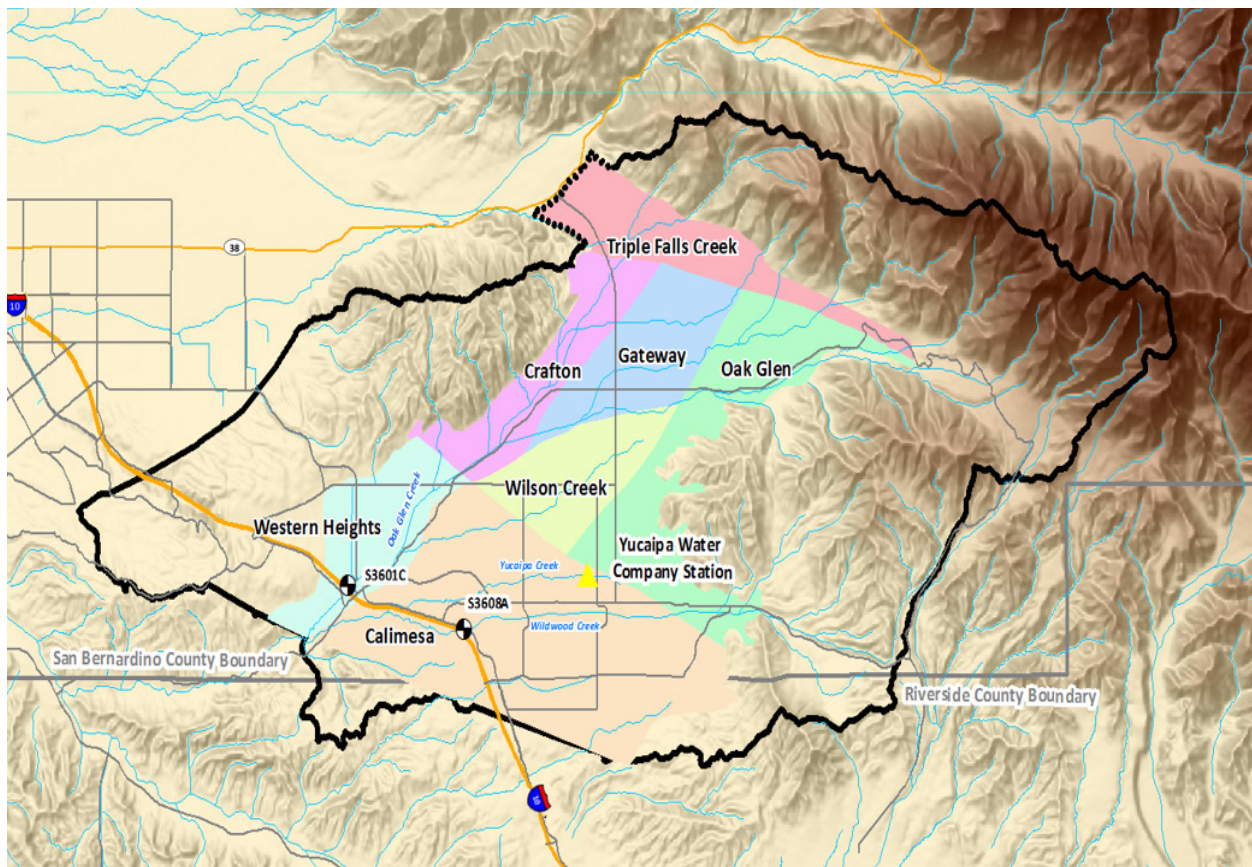 38
Triple Falls Creek
10
Gateway
Oak Glen
Crafton
Wilson Creek
Oak Glen Creek
Western Heights
Yucaipa Water
Company Station
Yucaipa Creek
S3601C
S3608A
Wildwood Creek
Calimesa
San Bernardino County Boundary
Riverside County Boundary
10